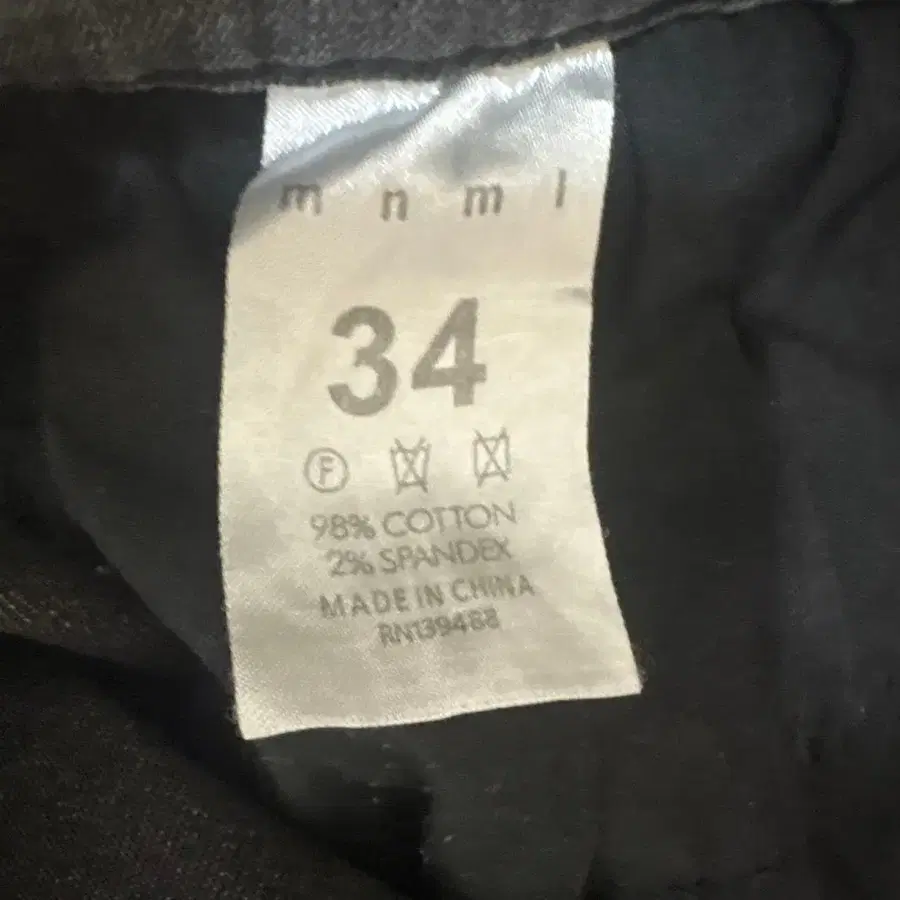 m n m l
34
F
98% COTTON
2% SPANDEX
MADE IN CHINA
RN139488